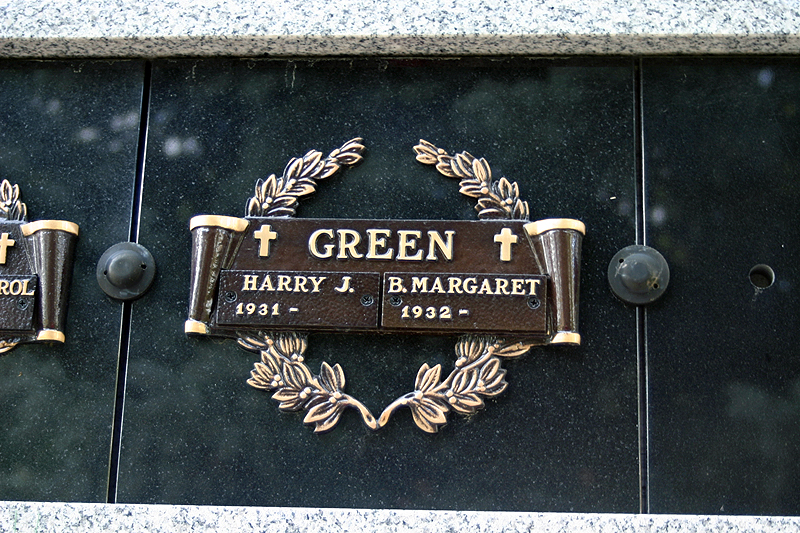 GREEN
HARRY J.
1931 –
B. MARGARET
1932 –
ROL